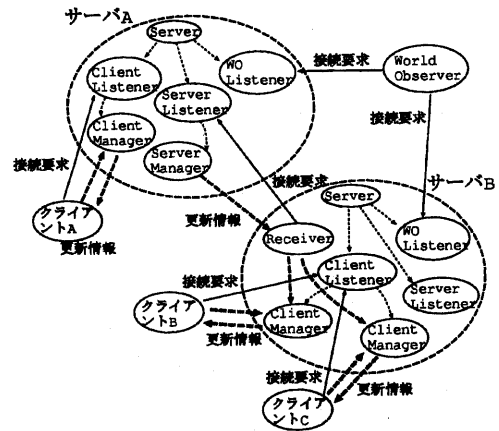 サーバA
Server
Client
Listener
WO
Listener
接続要求
World
Observer
Server
Listener
接続要求
Client
Manager
Server
Manager
接続要求
接続要求
サーバB
クライア
ントA
更新情報
更新情報
Server
Receiver
WO
Listener
接続要求
Client
Listener
Server
Listener
クライア
ントB
Client
Manager
更新情報
Client
Manager
接続要求
更新情報
クライア
ントC